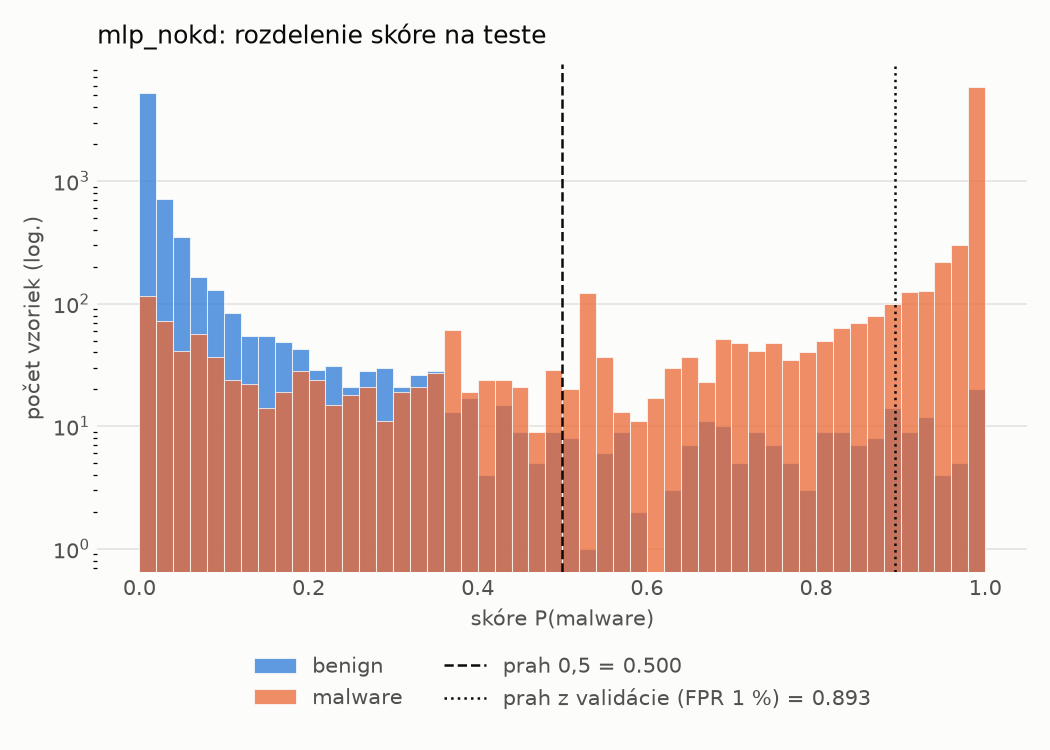 mlp_nokd: rozdelenie skóre na teste
počet vzoriek (log.)
10³
10²
10¹
10⁰
0.0 0.2 0.4 0.6 0.8 1.0
skóre P(malware)
benign
malware
prah 0,5 = 0.500
prah z validácie (FPR 1 %) = 0.893